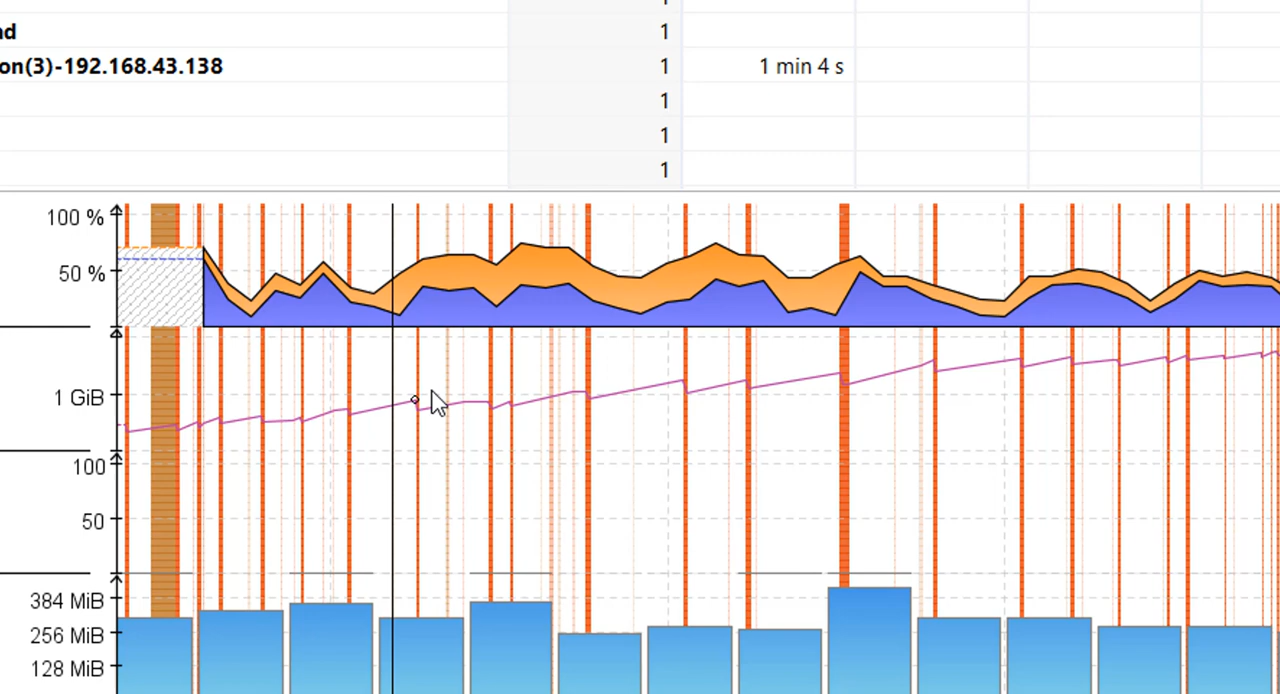 1
nd 1
on(3)-192.168.43.138 1 1 min 4 s
1
1
1
100 %
50 %
1 GiB
100
50
384 MiB
256 MiB
128 MiB